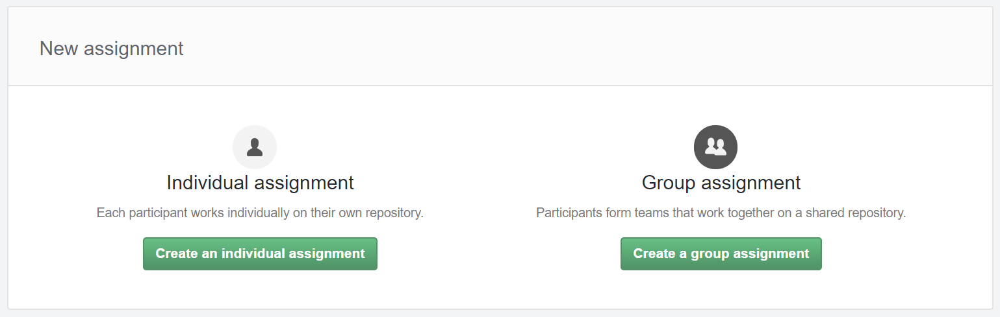 New assignment
Individual assignment
Each participant works individually on their own repository.
Create an individual assignment
Group assignment
Participants form teams that work together on a shared repository.
Create a group assignment